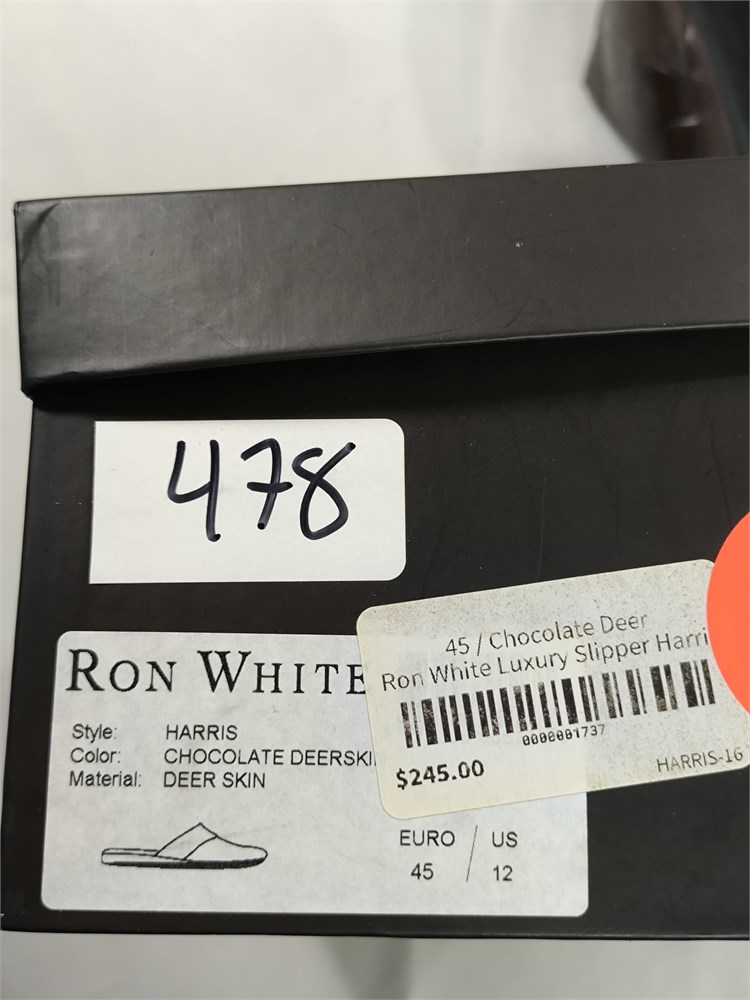 478
45 / Chocolate Deer
Ron White Luxury Slipper Harri
0000001737
$245.00
HARRIS-16
RON WHITE
Style: HARRIS
Color: CHOCOLATE DEERSKI
Material: DEER SKIN
EURO / US
45 / 12